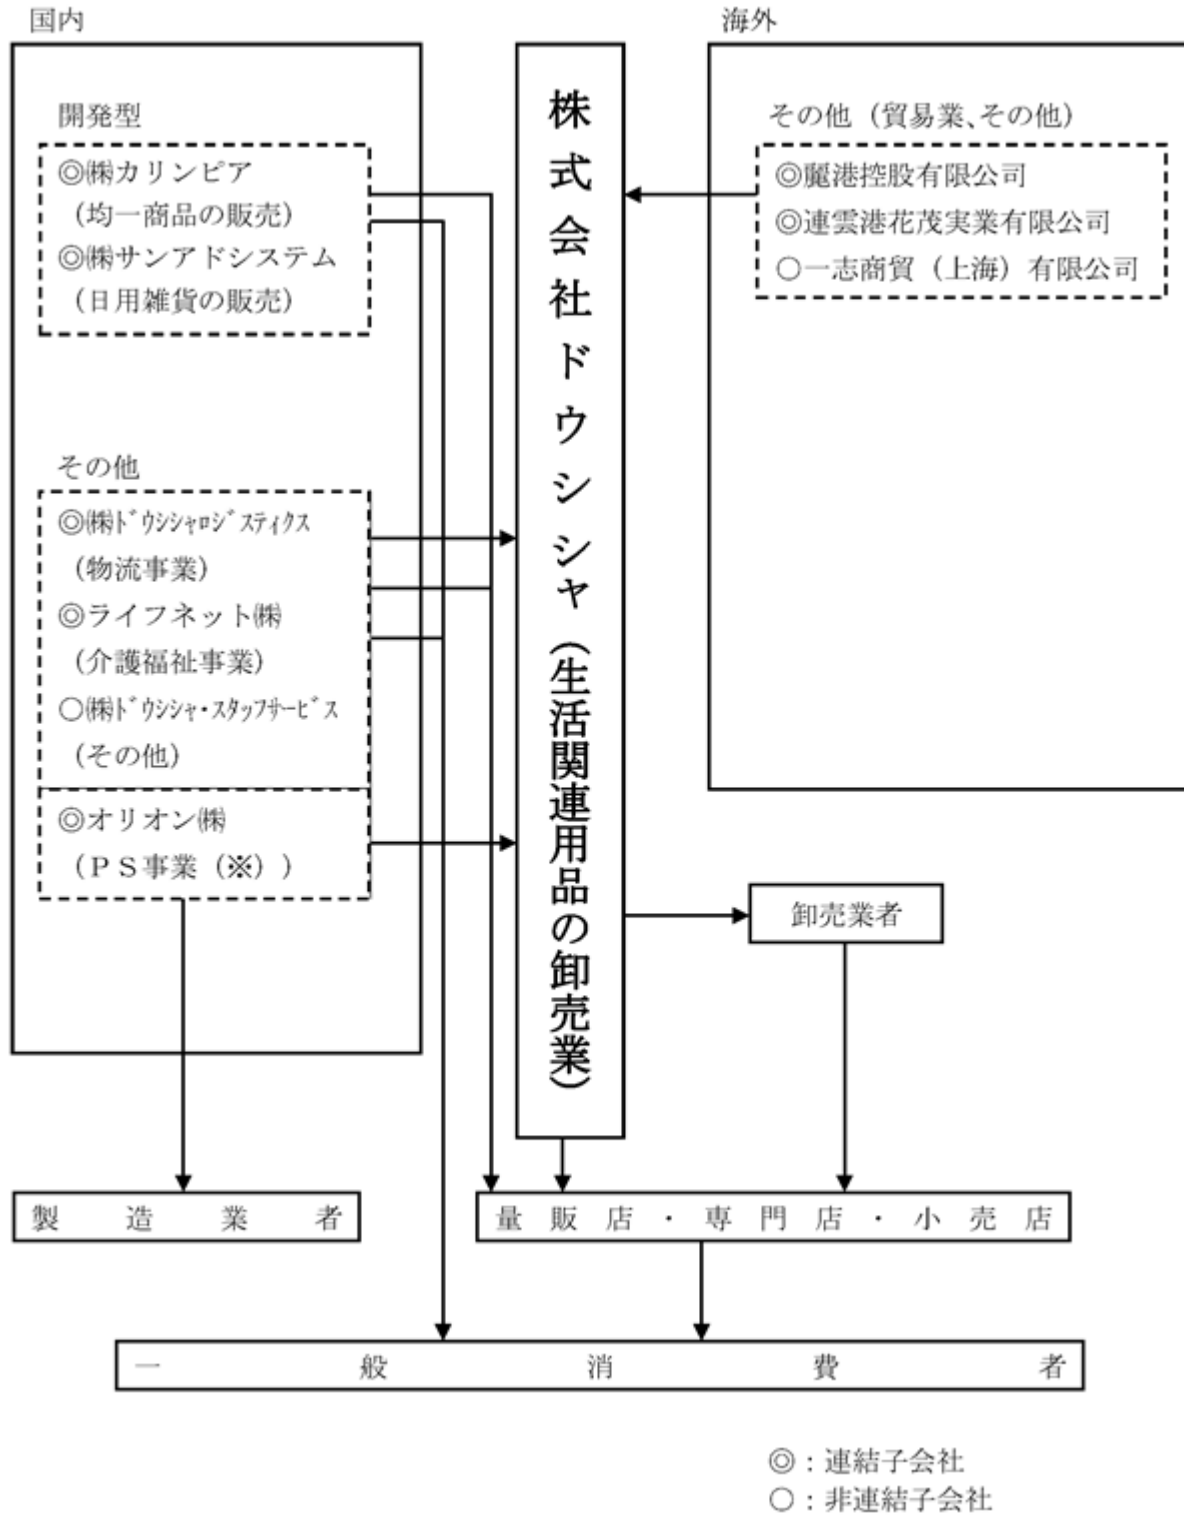 国内
開発型
◎㈱カリンピア
(均一商品の販売)
◎㈱サンアドシステム
(日用雑貨の販売)
その他
◎㈱ﾄﾞｳｼｼｬﾛｼﾞｽﾃｨｸｽ
(物流事業)
◎ライフネット㈱
(介護福祉事業)
○㈱ﾄﾞｳｼｼｬ・ｽﾀｯﾌｻｰﾋﾞｽ
(その他)
◎オリオン㈱
(ＰＳ事業（※）)
株式会社ドウシシャ(生活関連用品の卸売業)
海外
その他（貿易業、その他）
◎麗港控股有限公司
◎連雲港花茂実業有限公司
○一志商貿（上海）有限公司
卸売業者
製造業者
量販店・専門店・小売店
一般消費者
◎：連結子会社
○：非連結子会社